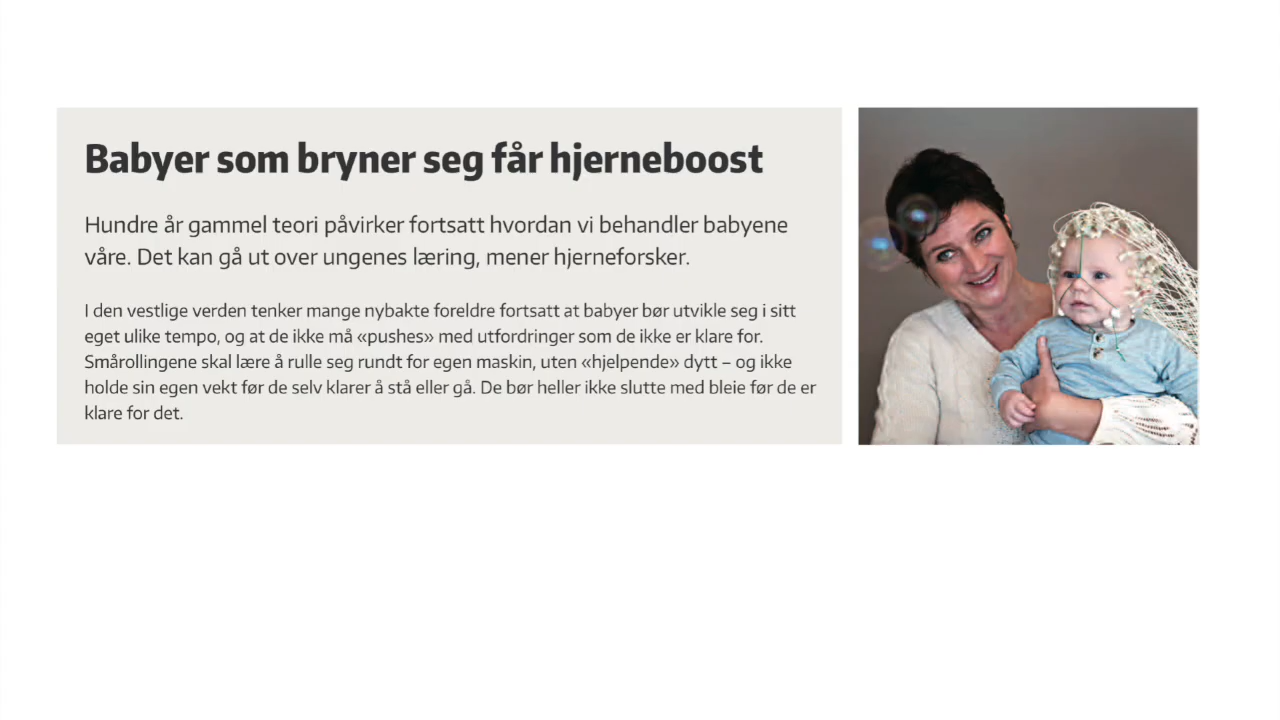 Babyer som bryner seg får hjerneboost
Hundre år gammel teori påvirker fortsatt hvordan vi behandler babyene
våre. Det kan gå ut over ungenes læring, mener hjerneforsker.
I den vestlige verden tenker mange nybakte foreldre fortsatt at babyer bør utvikle seg i sitt
eget ulike tempo, og at de ikke må «pushes» med utfordringer som de ikke er klare for.
Smårollingene skal lære å rulle seg rundt for egen maskin, uten «hjelpende» dytt – og ikke
holde sin egen vekt før de selv klarer å stå eller gå. De bør heller ikke slutte med bleie før de er
klare for det.